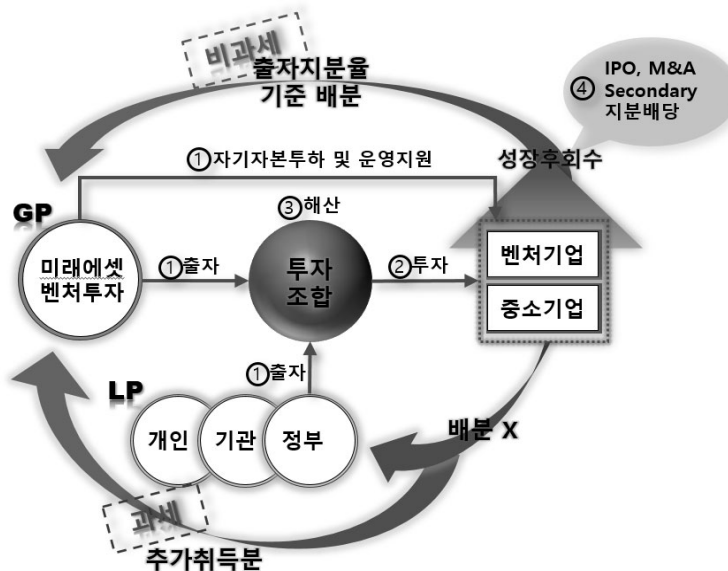 비과세
출자지분율
기준 배분
④ IPO, M&A
Secondary
지분배당
①자기자본투하 및 운영지원
성장후회수
GP
③해산
미래에셋
벤처투자
①출자
투자
조합
②투자
벤처기업
중소기업
①출자
LP
개인
기관
정부
배분 X
과세
추가취득분